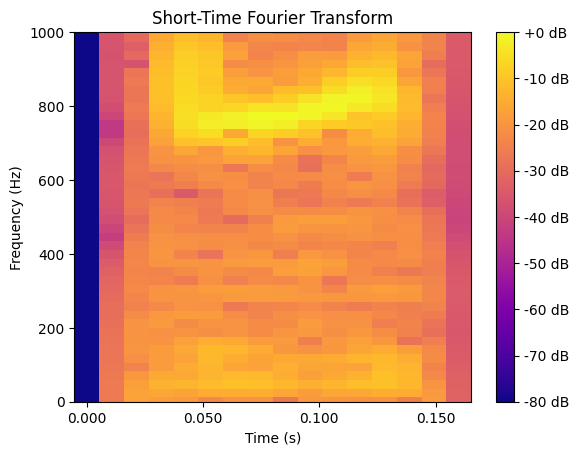 Short-Time Fourier Transform
1000
800
600
400
200
0
Frequency (Hz)
0.000
0.050
0.100
0.150
Time (s)
+0 dB
-10 dB
-20 dB
-30 dB
-40 dB
-50 dB
-60 dB
-70 dB
-80 dB